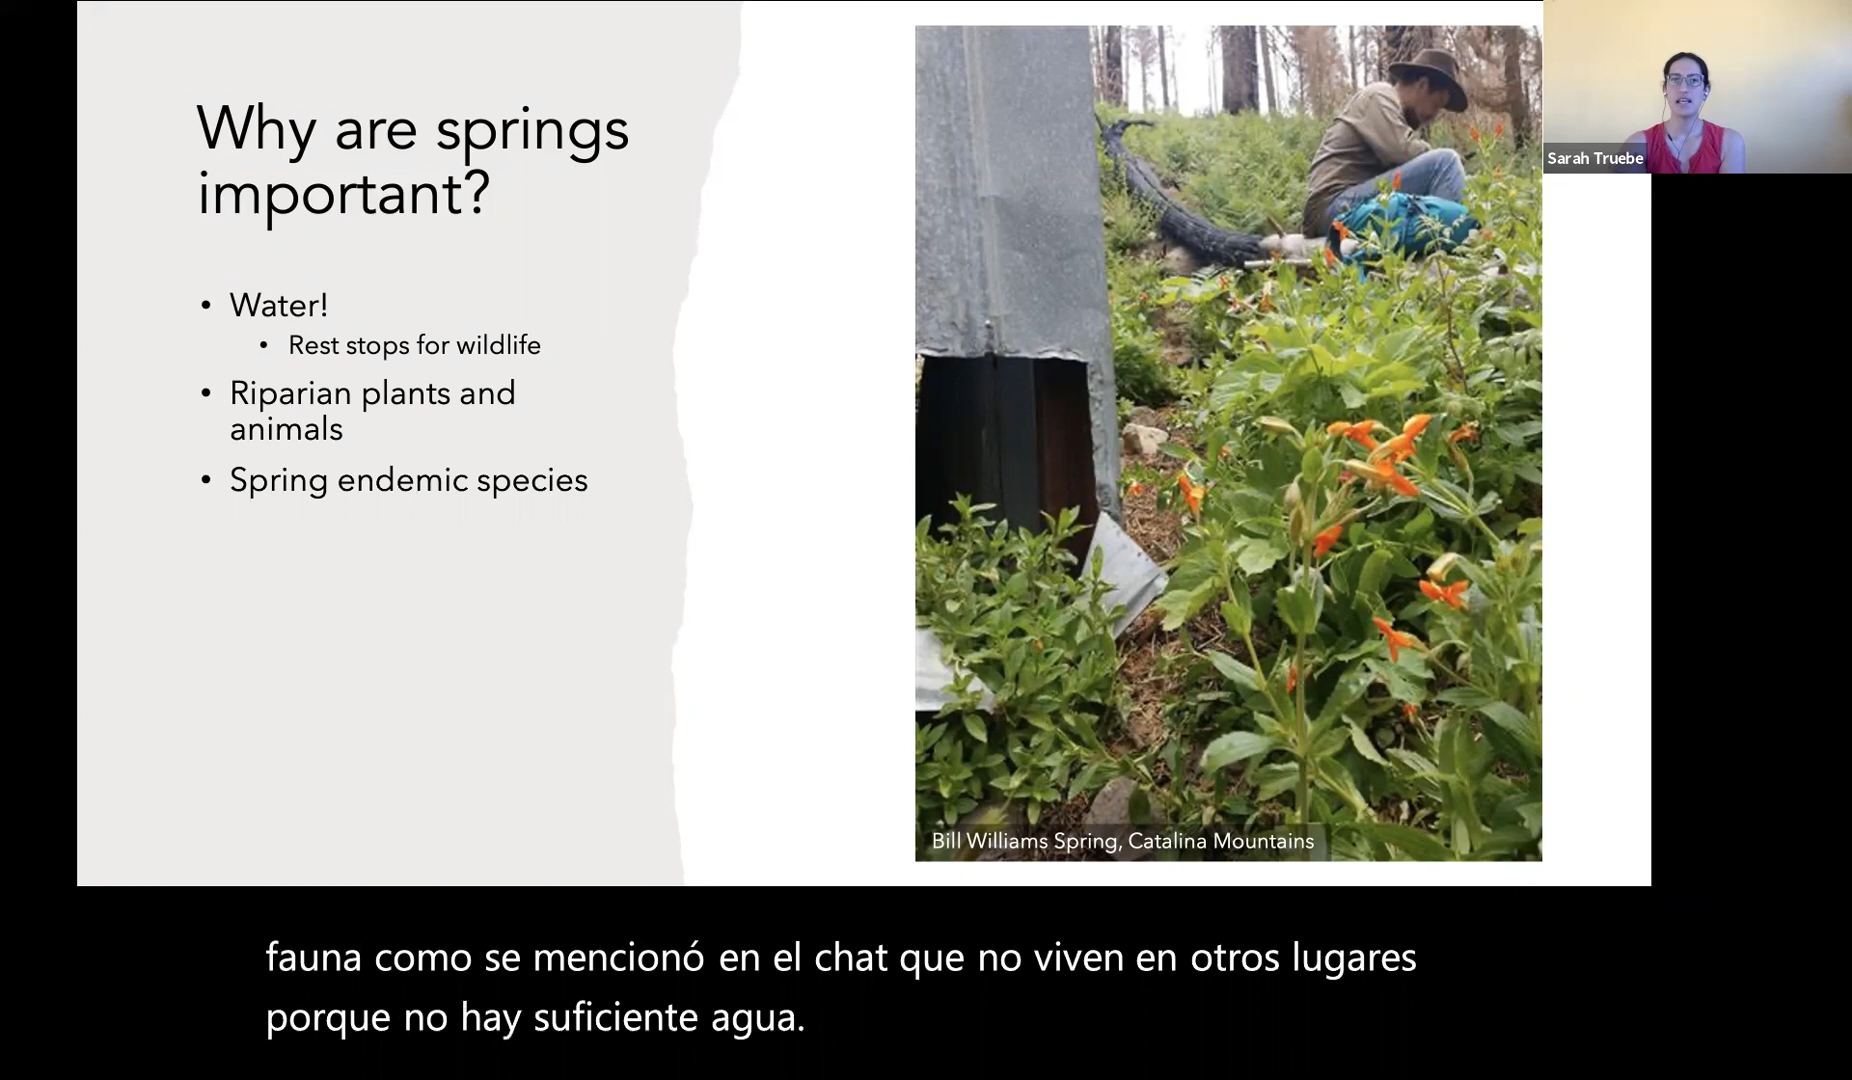 Why are springs
important?
• Water!
• Rest stops for wildlife
• Riparian plants and
animals
• Spring endemic species
Sarah Truebe
Bill Williams Spring, Catalina Mountains
fauna como se mencionó en el chat que no viven en otros lugares
porque no hay suficiente agua.